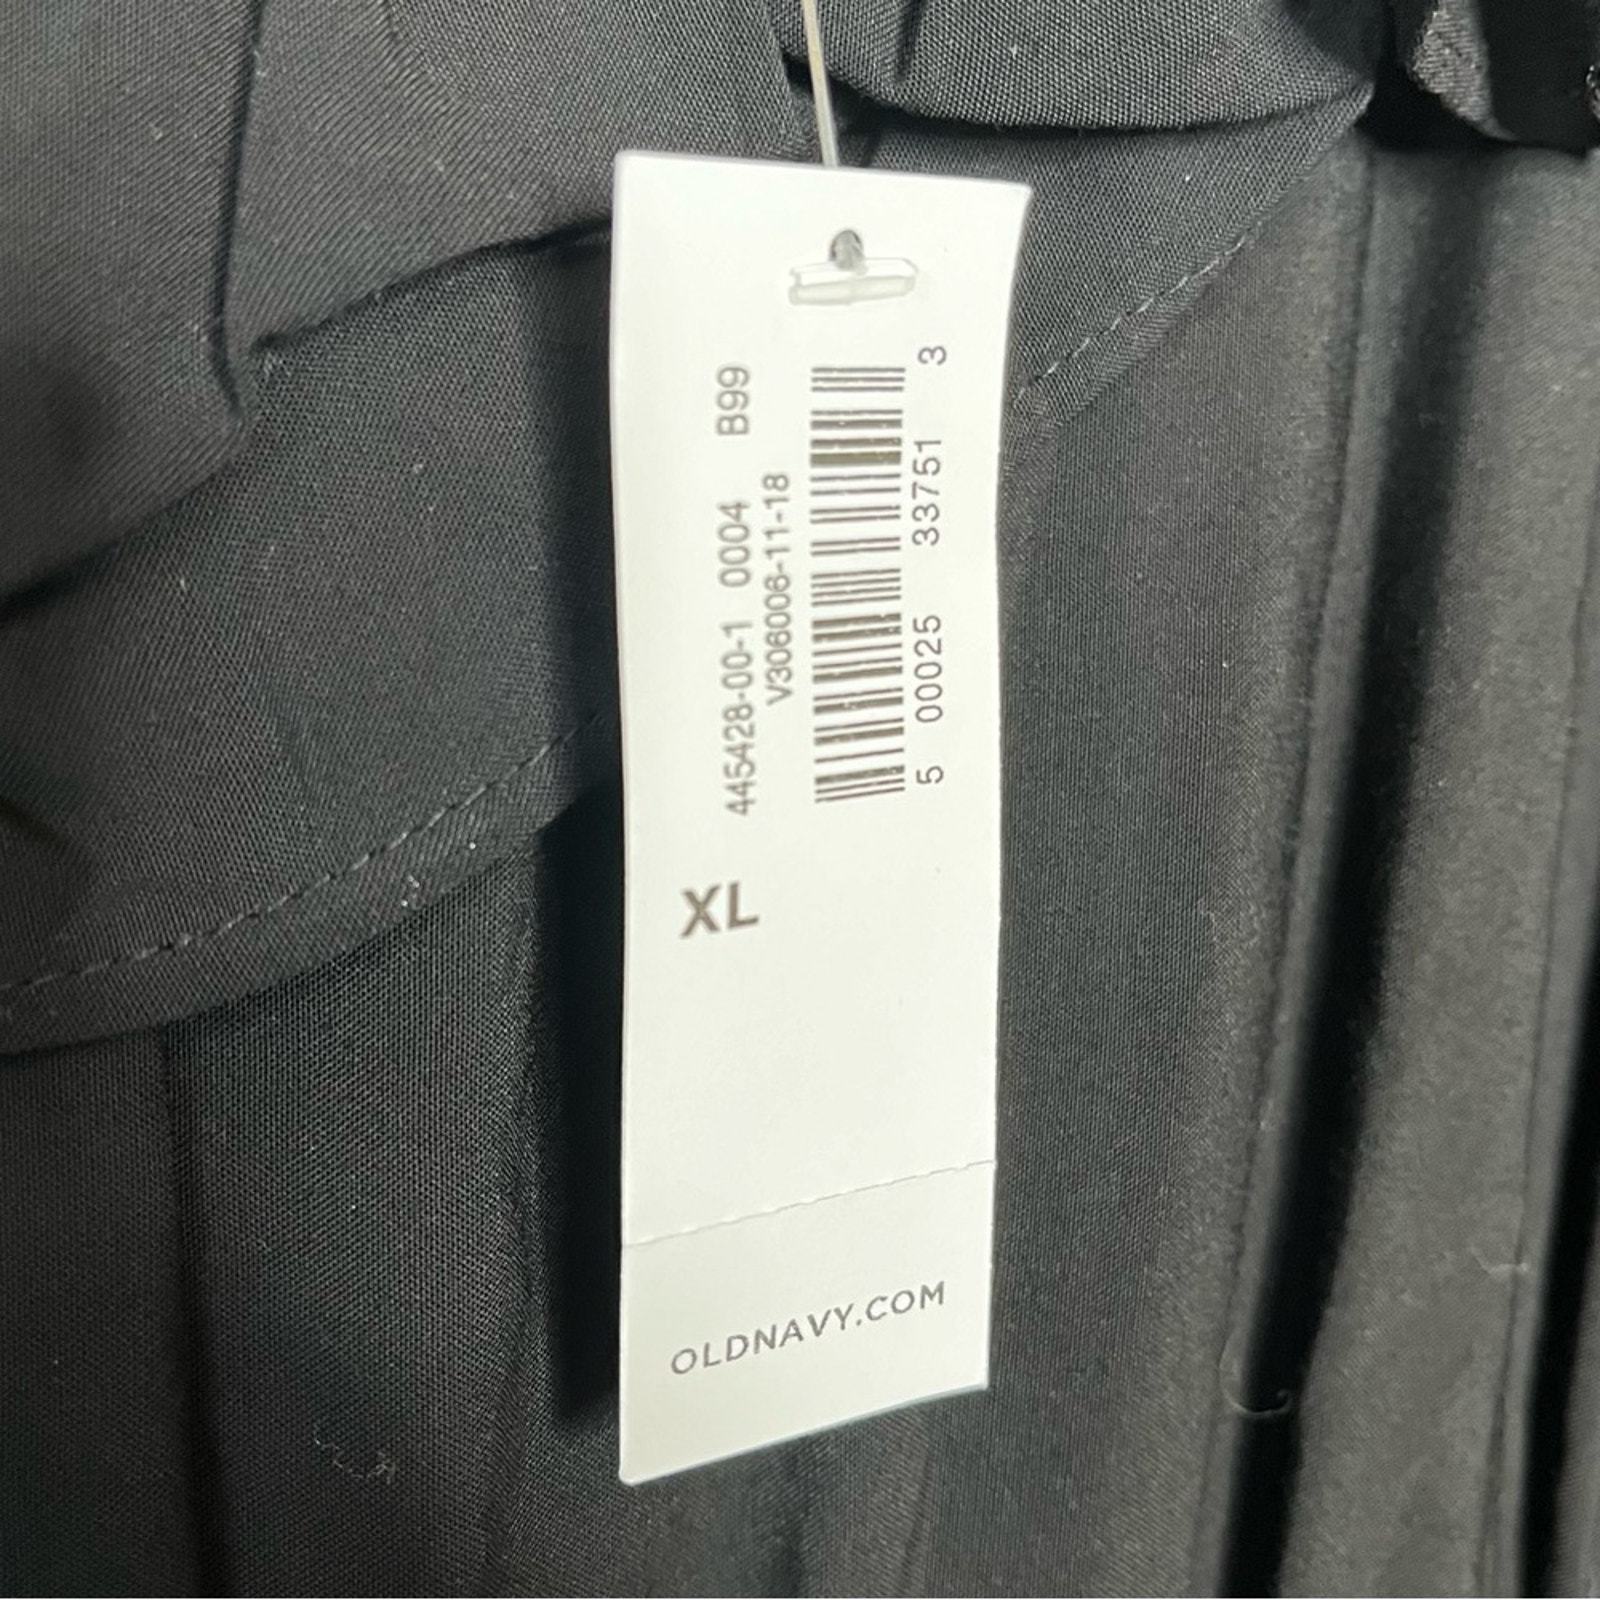 445428-00-1 0004 B99
V306006-11-18
5 00025 33751 3
XL
OLDNAVY.COM